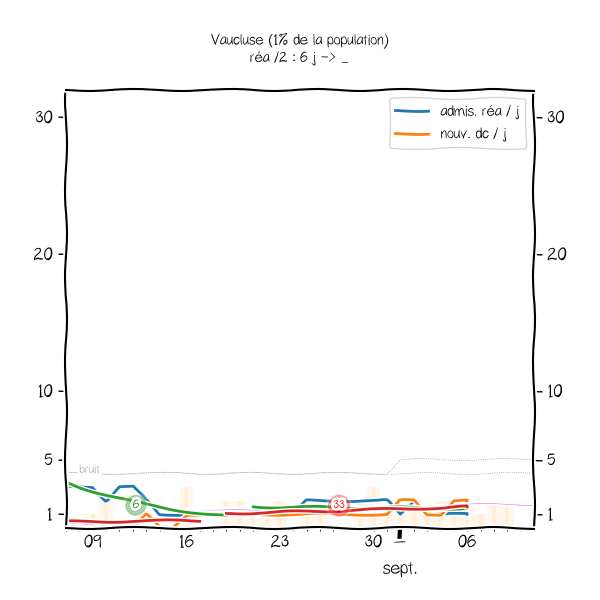 Vaucluse (1% de la population)
réa /2 : 6 j -> _
admis. réa / j
nouv. dc / j
30
30
20
20
10
10
5
5
bruit
6
33
1
1
09
16
23
30
06
sept.